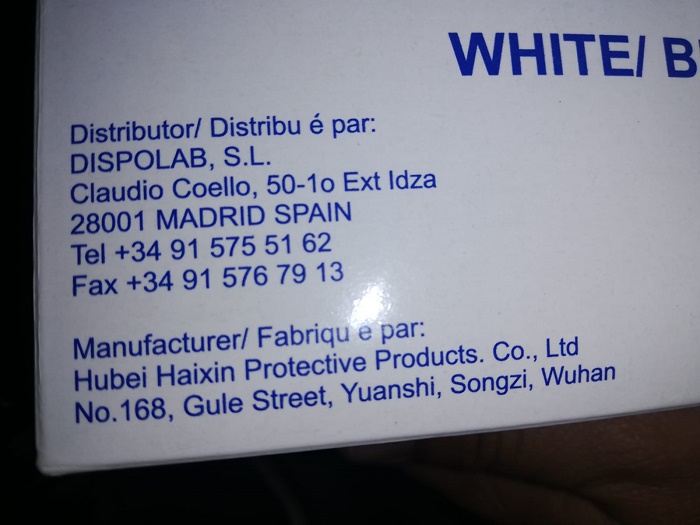 WHITE/ B
Distributor/ Distribu é par:
DISPOLAB, S.L.
Claudio Coello, 50-1o Ext Idza
28001 MADRID SPAIN
Tel +34 91 575 51 62
Fax +34 91 576 79 13
Manufacturer/ Fabriqu é par:
Hubei Haixin Protective Products. Co., Ltd
No.168, Gule Street, Yuanshi, Songzi, Wuhan